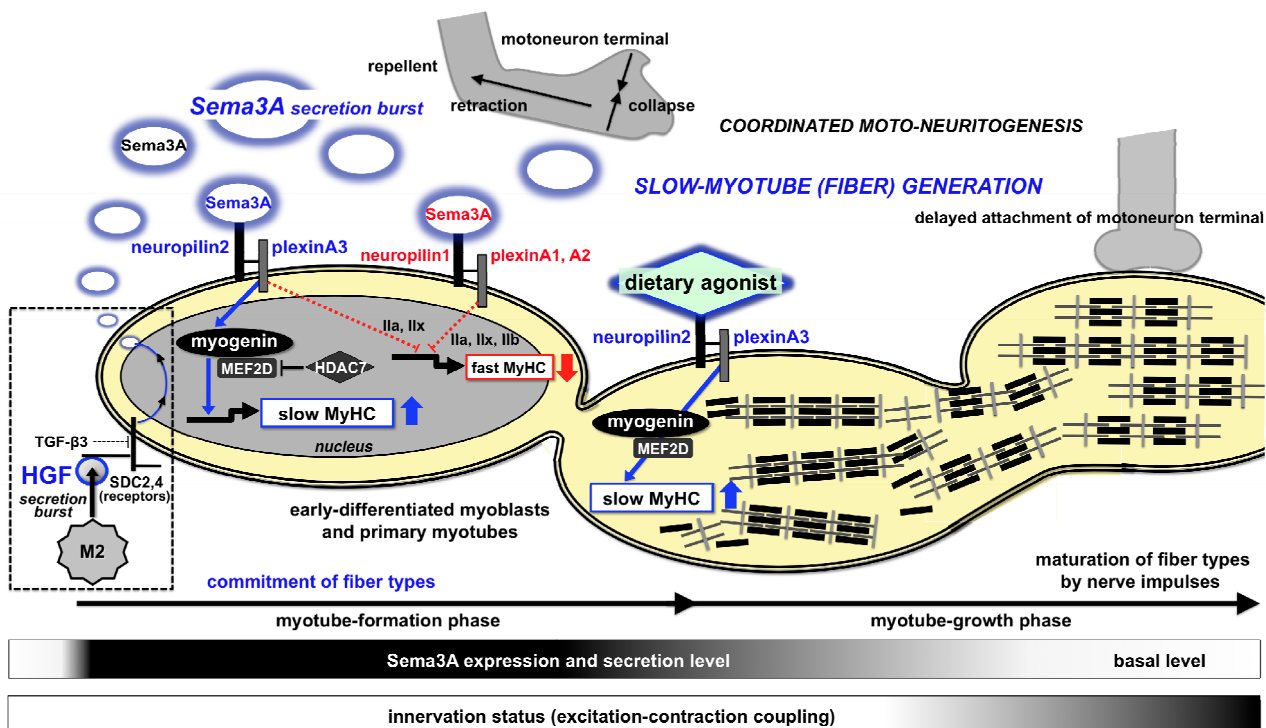 motoneuron terminal
repellent
retraction
collapse
Sema3A secretion burst
Sema3A
COORDINATED MOTO-NEURITOGENESIS
SLOW-MYOTUBE (FIBER) GENERATION
delayed attachment of motoneuron terminal
Sema3A
neuropilin2
plexinA3
Sema3A
neuropilin1
plexinA1, A2
dietary agonist
neuropilin2
plexinA3
IIa, IIx
IIa, IIx, IIb
myogenin
MEF2D
HDAC7
fast MyHC
slow MyHC
nucleus
myogenin
MEF2D
slow MyHC
TGF-β3
HGF
secretion
burst
SDC2,4
(receptors)
M2
early-differentiated myoblasts
and primary myotubes
maturation of fiber types
by nerve impulses
commitment of fiber types
myotube-formation phase
myotube-growth phase
Sema3A expression and secretion level
basal level
innervation status (excitation-contraction coupling)